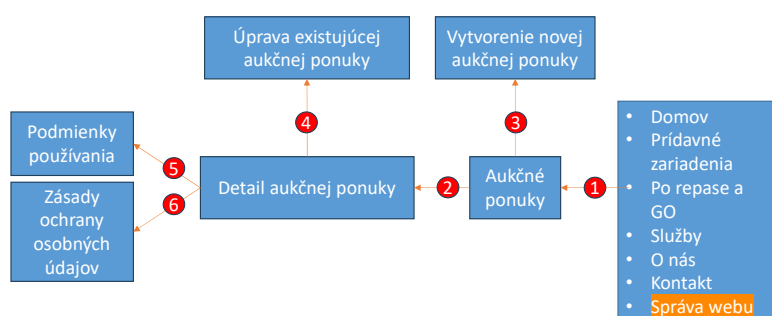 Úprava existujúcej
aukčnej ponuky
Vytvorenie novej
aukčnej ponuky
4
3
Podmienky
používania
5
Zásady
ochrany
osobných
údajov
6
Detail aukčnej ponuky
2
Aukčné
ponuky
1
• Domov
• Prídavné
zariadenia
• Po repase a
GO
• Služby
• O nás
• Kontakt
• Správa webu